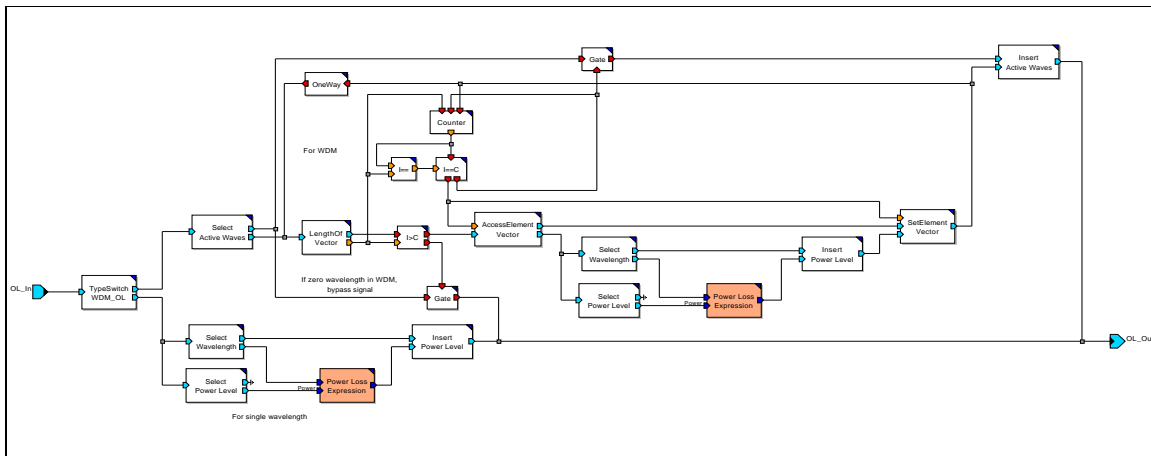 Gate
Insert
Active Waves
OneWay
Counter
For WDM
I==
I==C
Select
Active Waves
LengthOf
Vector
I>C
AccessElement
Vector
SetElement
Vector
Select
Wavelength
Insert
Power Level
OL_In
TypeSwitch
WDM_OL
If zero wavelength in WDM,
bypass signal
Gate
Select
Power Level
Power
Power Loss
Expression
Select
Wavelength
Insert
Power Level
OL_Ou
Select
Power Level
Power
Power Loss
Expression
For single wavelength